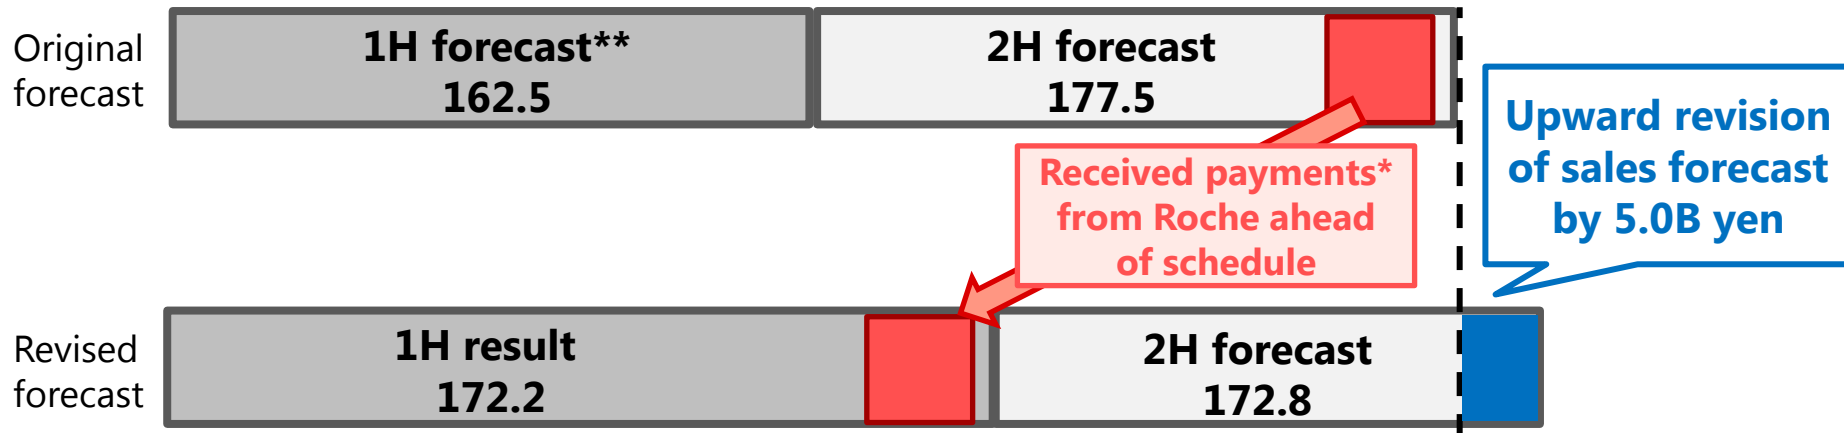 Original
forecast
1H forecast**
162.5
2H forecast
177.5
Received payments*
from Roche ahead
of schedule
Upward revision
of sales forecast
by 5.0B yen
Revised
forecast
1H result
172.2
2H forecast
172.8